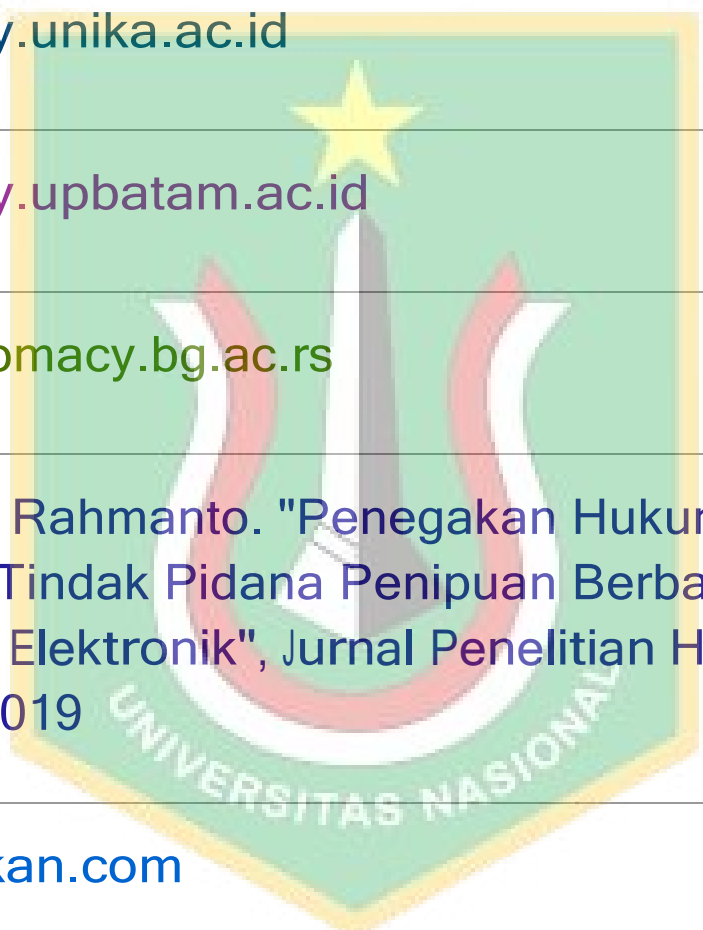 y.unika.ac.id
y.upbatam.ac.id
omacy.bg.ac.rs
Rahmanto. "Penegakan Hukum
Tindak Pidana Penipuan Berba
Elektronik", Jurnal Penelitian H
019
UNIVERSITAS NASIONAL
kan.com